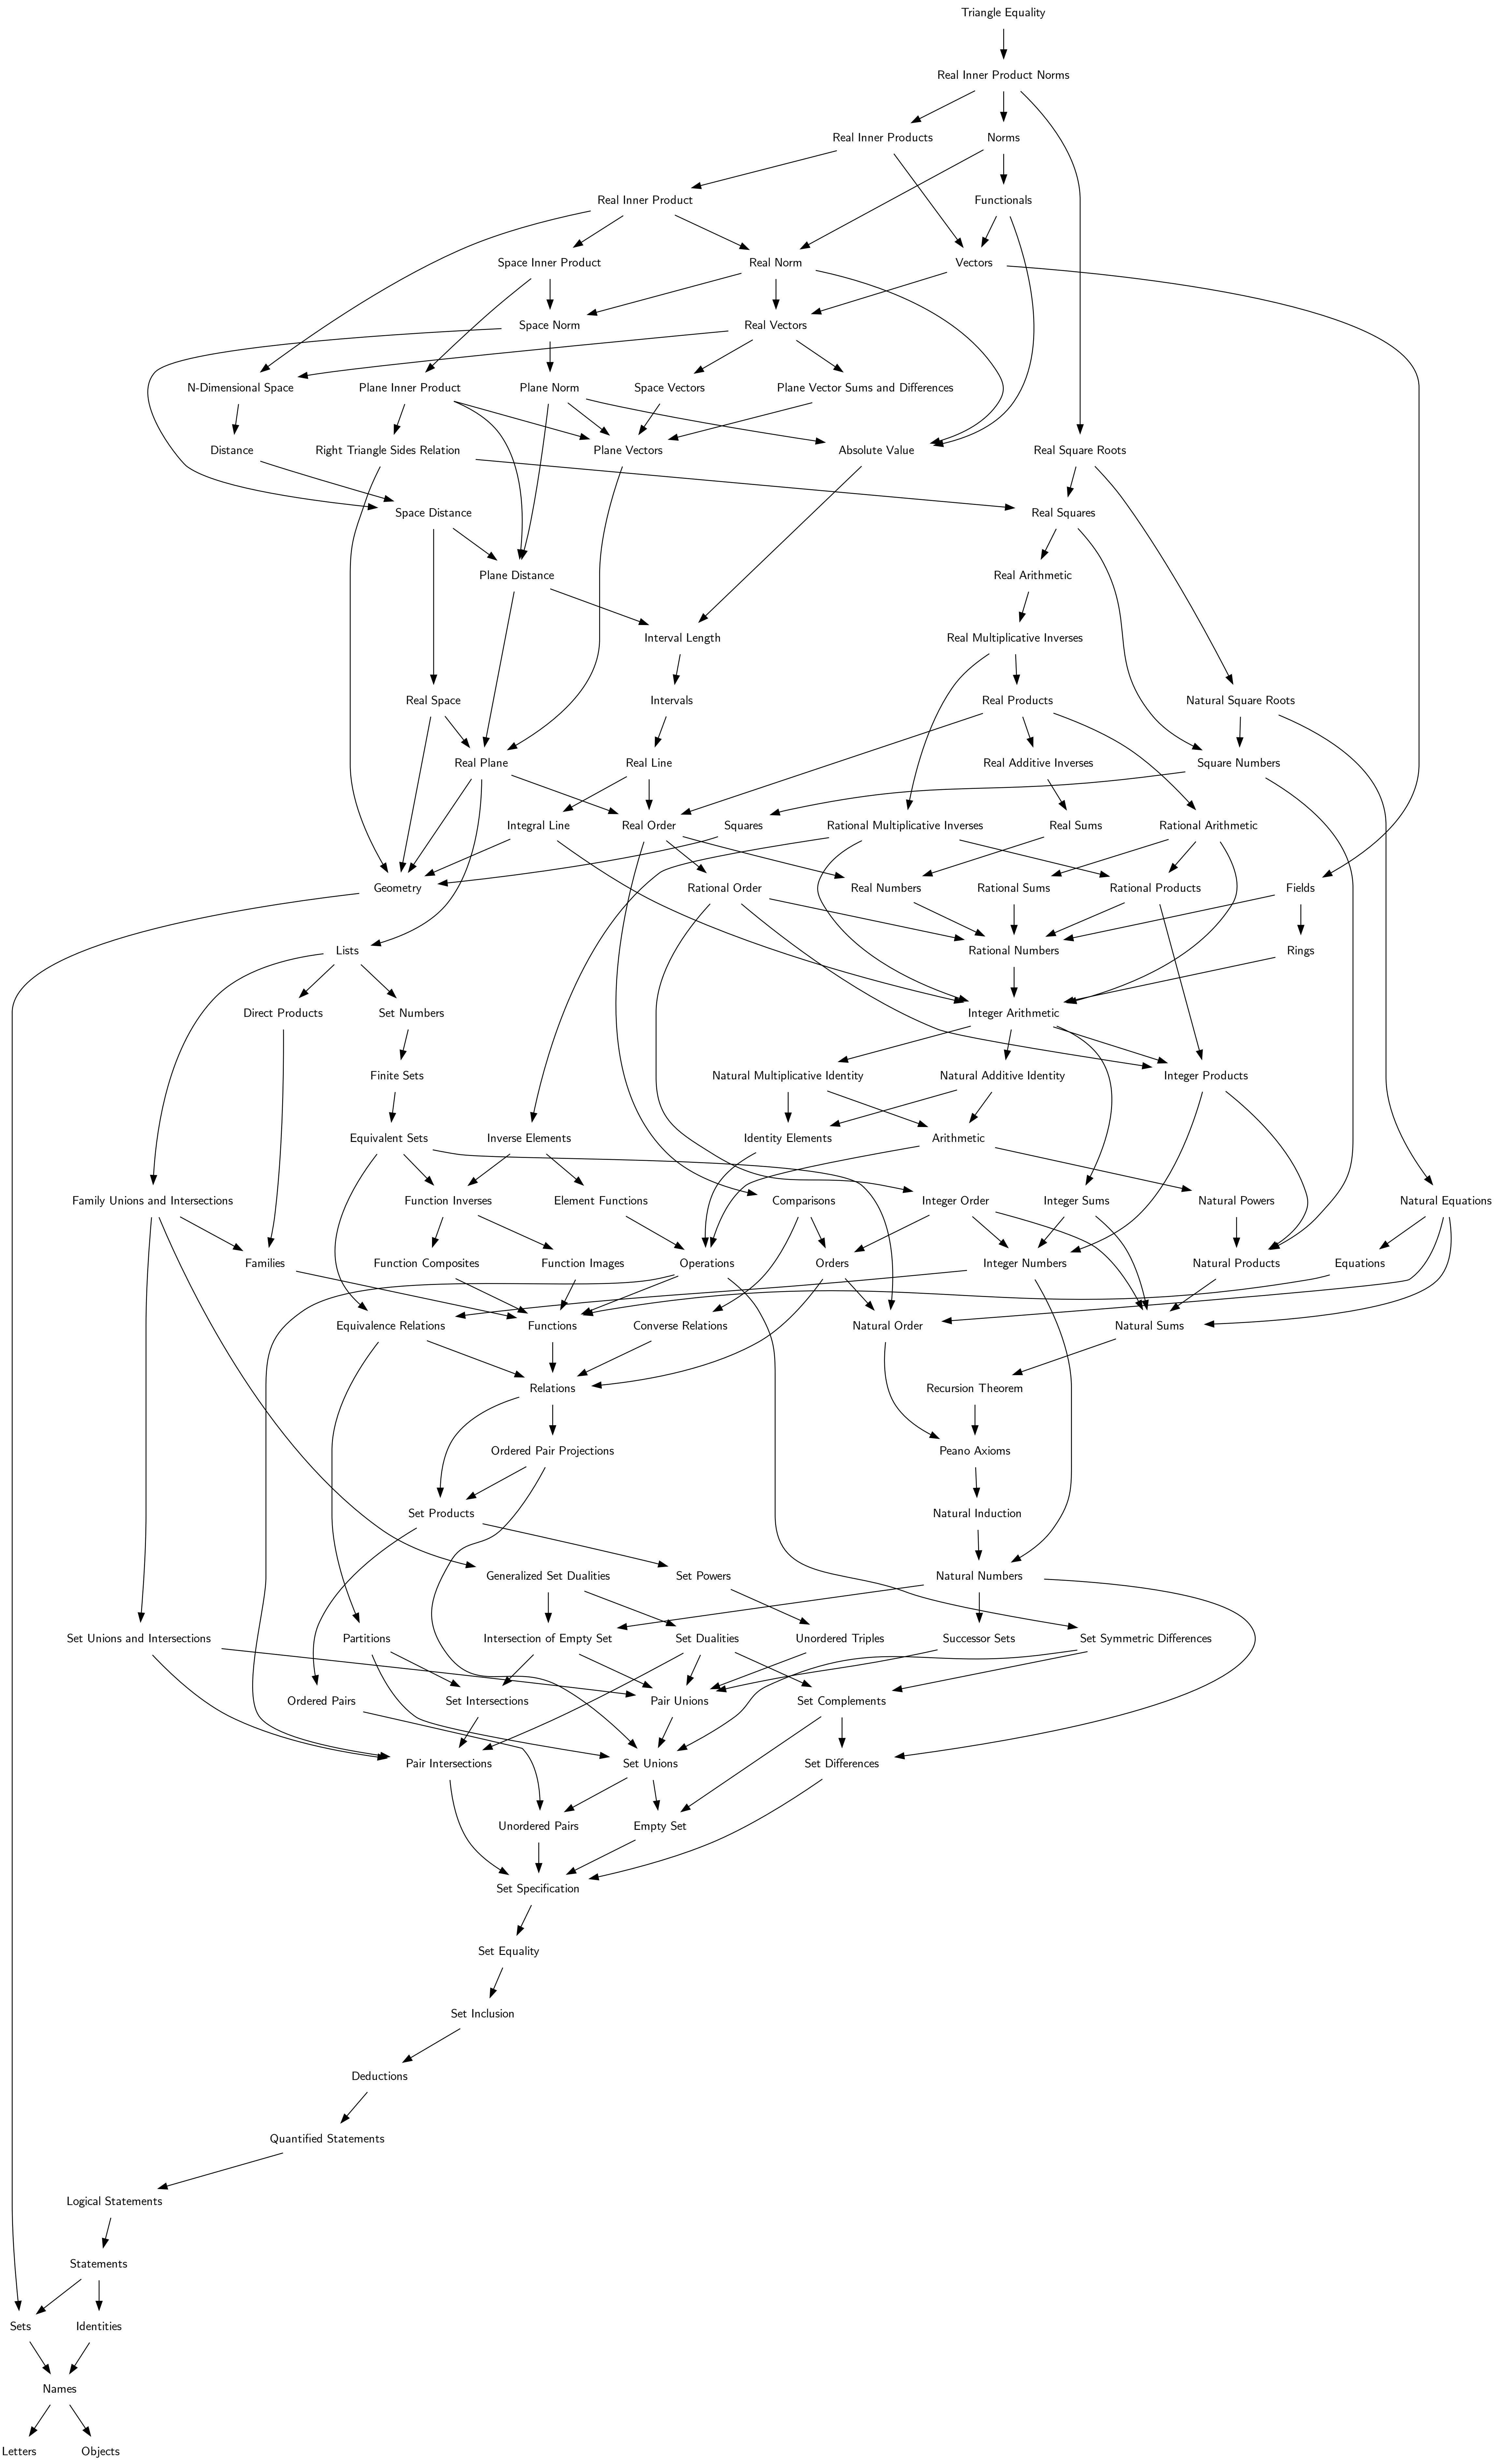 Triangle Equality
Real Inner Product Norms
Real Inner Products
Norms
Real Inner Product
Functionals
Space Inner Product
Real Norm
Vectors
Space Norm
Real Vectors
N-Dimensional Space
Plane Inner Product
Plane Norm
Space Vectors
Plane Vector Sums and Differences
Distance
Right Triangle Sides Relation
Plane Vectors
Absolute Value
Real Square Roots
Space Distance
Real Squares
Plane Distance
Real Arithmetic
Interval Length
Real Multiplicative Inverses
Real Space
Intervals
Real Products
Natural Square Roots
Real Plane
Real Line
Real Additive Inverses
Square Numbers
Integral Line
Real Order
Squares
Rational Multiplicative Inverses
Real Sums
Rational Arithmetic
Geometry
Rational Order
Real Numbers
Rational Sums
Rational Products
Fields
Lists
Rational Numbers
Rings
Direct Products
Set Numbers
Integer Arithmetic
Finite Sets
Natural Multiplicative Identity
Natural Additive Identity
Integer Products
Equivalent Sets
Inverse Elements
Identity Elements
Arithmetic
Family Unions and Intersections
Function Inverses
Element Functions
Comparisons
Integer Order
Integer Sums
Natural Powers
Natural Equations
Families
Function Composites
Function Images
Operations
Orders
Integer Numbers
Natural Products
Equations
Equivalence Relations
Functions
Converse Relations
Natural Order
Natural Sums
Relations
Recursion Theorem
Ordered Pair Projections
Peano Axioms
Set Products
Natural Induction
Generalized Set Dualities
Set Powers
Natural Numbers
Set Unions and Intersections
Partitions
Intersection of Empty Set
Set Dualities
Unordered Triples
Successor Sets
Set Symmetric Differences
Ordered Pairs
Set Intersections
Pair Unions
Set Complements
Pair Intersections
Set Unions
Set Differences
Unordered Pairs
Empty Set
Set Specification
Set Equality
Set Inclusion
Deductions
Quantified Statements
Logical Statements
Statements
Sets
Identities
Names
Letters
Objects